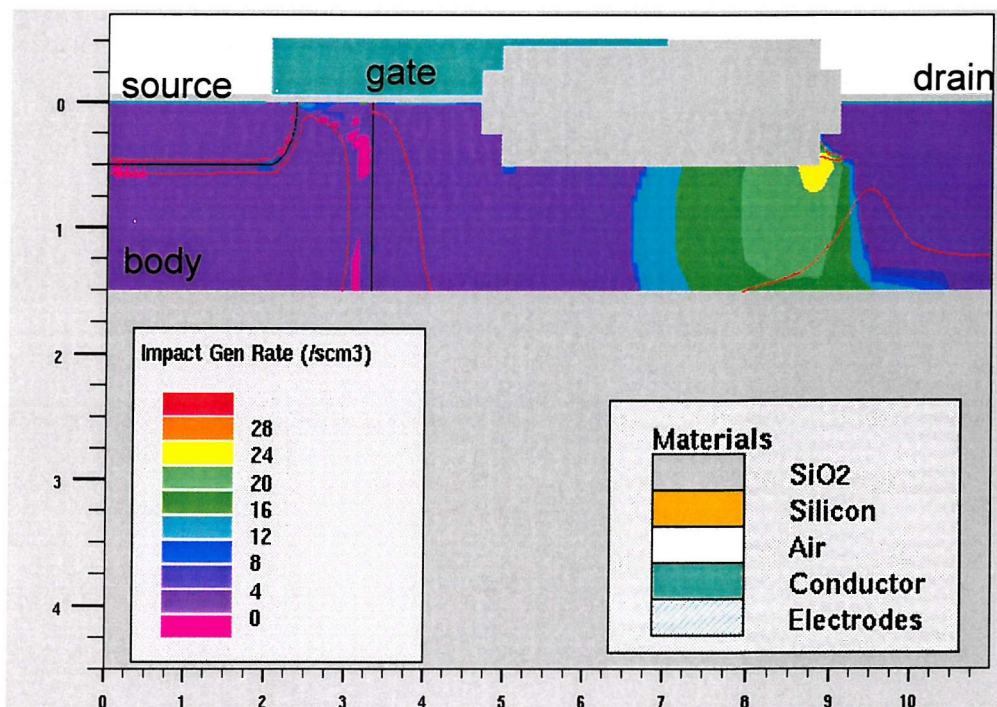 source
gate
drain
0
body
1
2
3
4
Impact Gen Rate (/scm3)
28
24
20
16
12
8
4
0
Materials
SiO2
Silicon
Air
Conductor
Electrodes
0 1 2 3 4 5 6 7 8 9 10